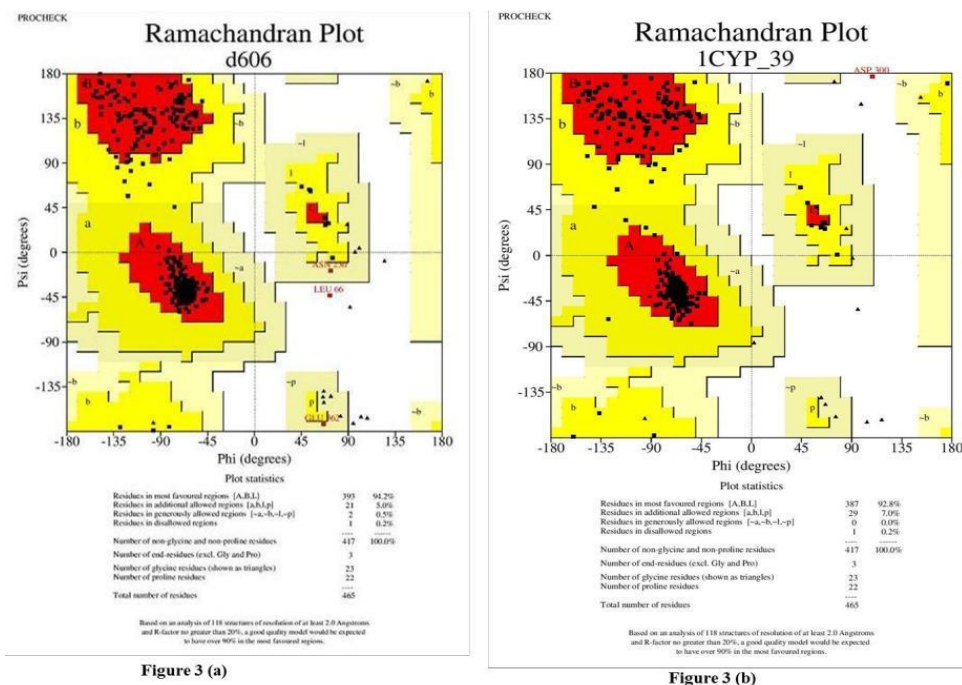 PROCHECK
Ramachandran Plot
d606
B
b
~b
~l
l
a
A
~a
ASN 230
LEU 66
~b
b
~p
p
GLU 362
~b
b
~b
180
135
90
45
0
-45
-90
-135
-180
Psi (degrees)
-180 -135 -90 -45 0 45 90 135 180
Phi (degrees)
Plot statistics
Residues in most favoured regions [A,B,L] 393 94.2%
Residues in additional allowed regions [a,b,l,p] 21 5.0%
Residues in generously allowed regions [~a,~b,~l,~p] 2 0.5%
Residues in disallowed regions 1 0.2%
---- ------
Number of non-glycine and non-proline residues 417 100.0%
Number of end-residues (excl. Gly and Pro) 3
Number of glycine residues (shown as triangles) 23
Number of proline residues 22
----
Total number of residues 465
Based on an analysis of 118 structures of resolution of at least 2.0 Angstroms
and R-factor no greater than 20%, a good quality model would be expected
to have over 90% in the most favoured regions.
Figure 3 (a)
PROCHECK
Ramachandran Plot
1CYP_39
ASP 300
B
b
~b
~l
l
a
A
~a
~b
b
~p
p
~b
b
~b
180
135
90
45
0
-45
-90
-135
-180
Psi (degrees)
-180 -135 -90 -45 0 45 90 135 180
Phi (degrees)
Plot statistics
Residues in most favoured regions [A,B,L] 387 92.8%
Residues in additional allowed regions [a,b,l,p] 29 7.0%
Residues in generously allowed regions [~a,~b,~l,~p] 0 0.0%
Residues in disallowed regions 1 0.2%
---- ------
Number of non-glycine and non-proline residues 417 100.0%
Number of end-residues (excl. Gly and Pro) 3
Number of glycine residues (shown as triangles) 23
Number of proline residues 22
----
Total number of residues 465
Based on an analysis of 118 structures of resolution of at least 2.0 Angstroms
and R-factor no greater than 20%, a good quality model would be expected
to have over 90% in the most favoured regions.
Figure 3 (b)